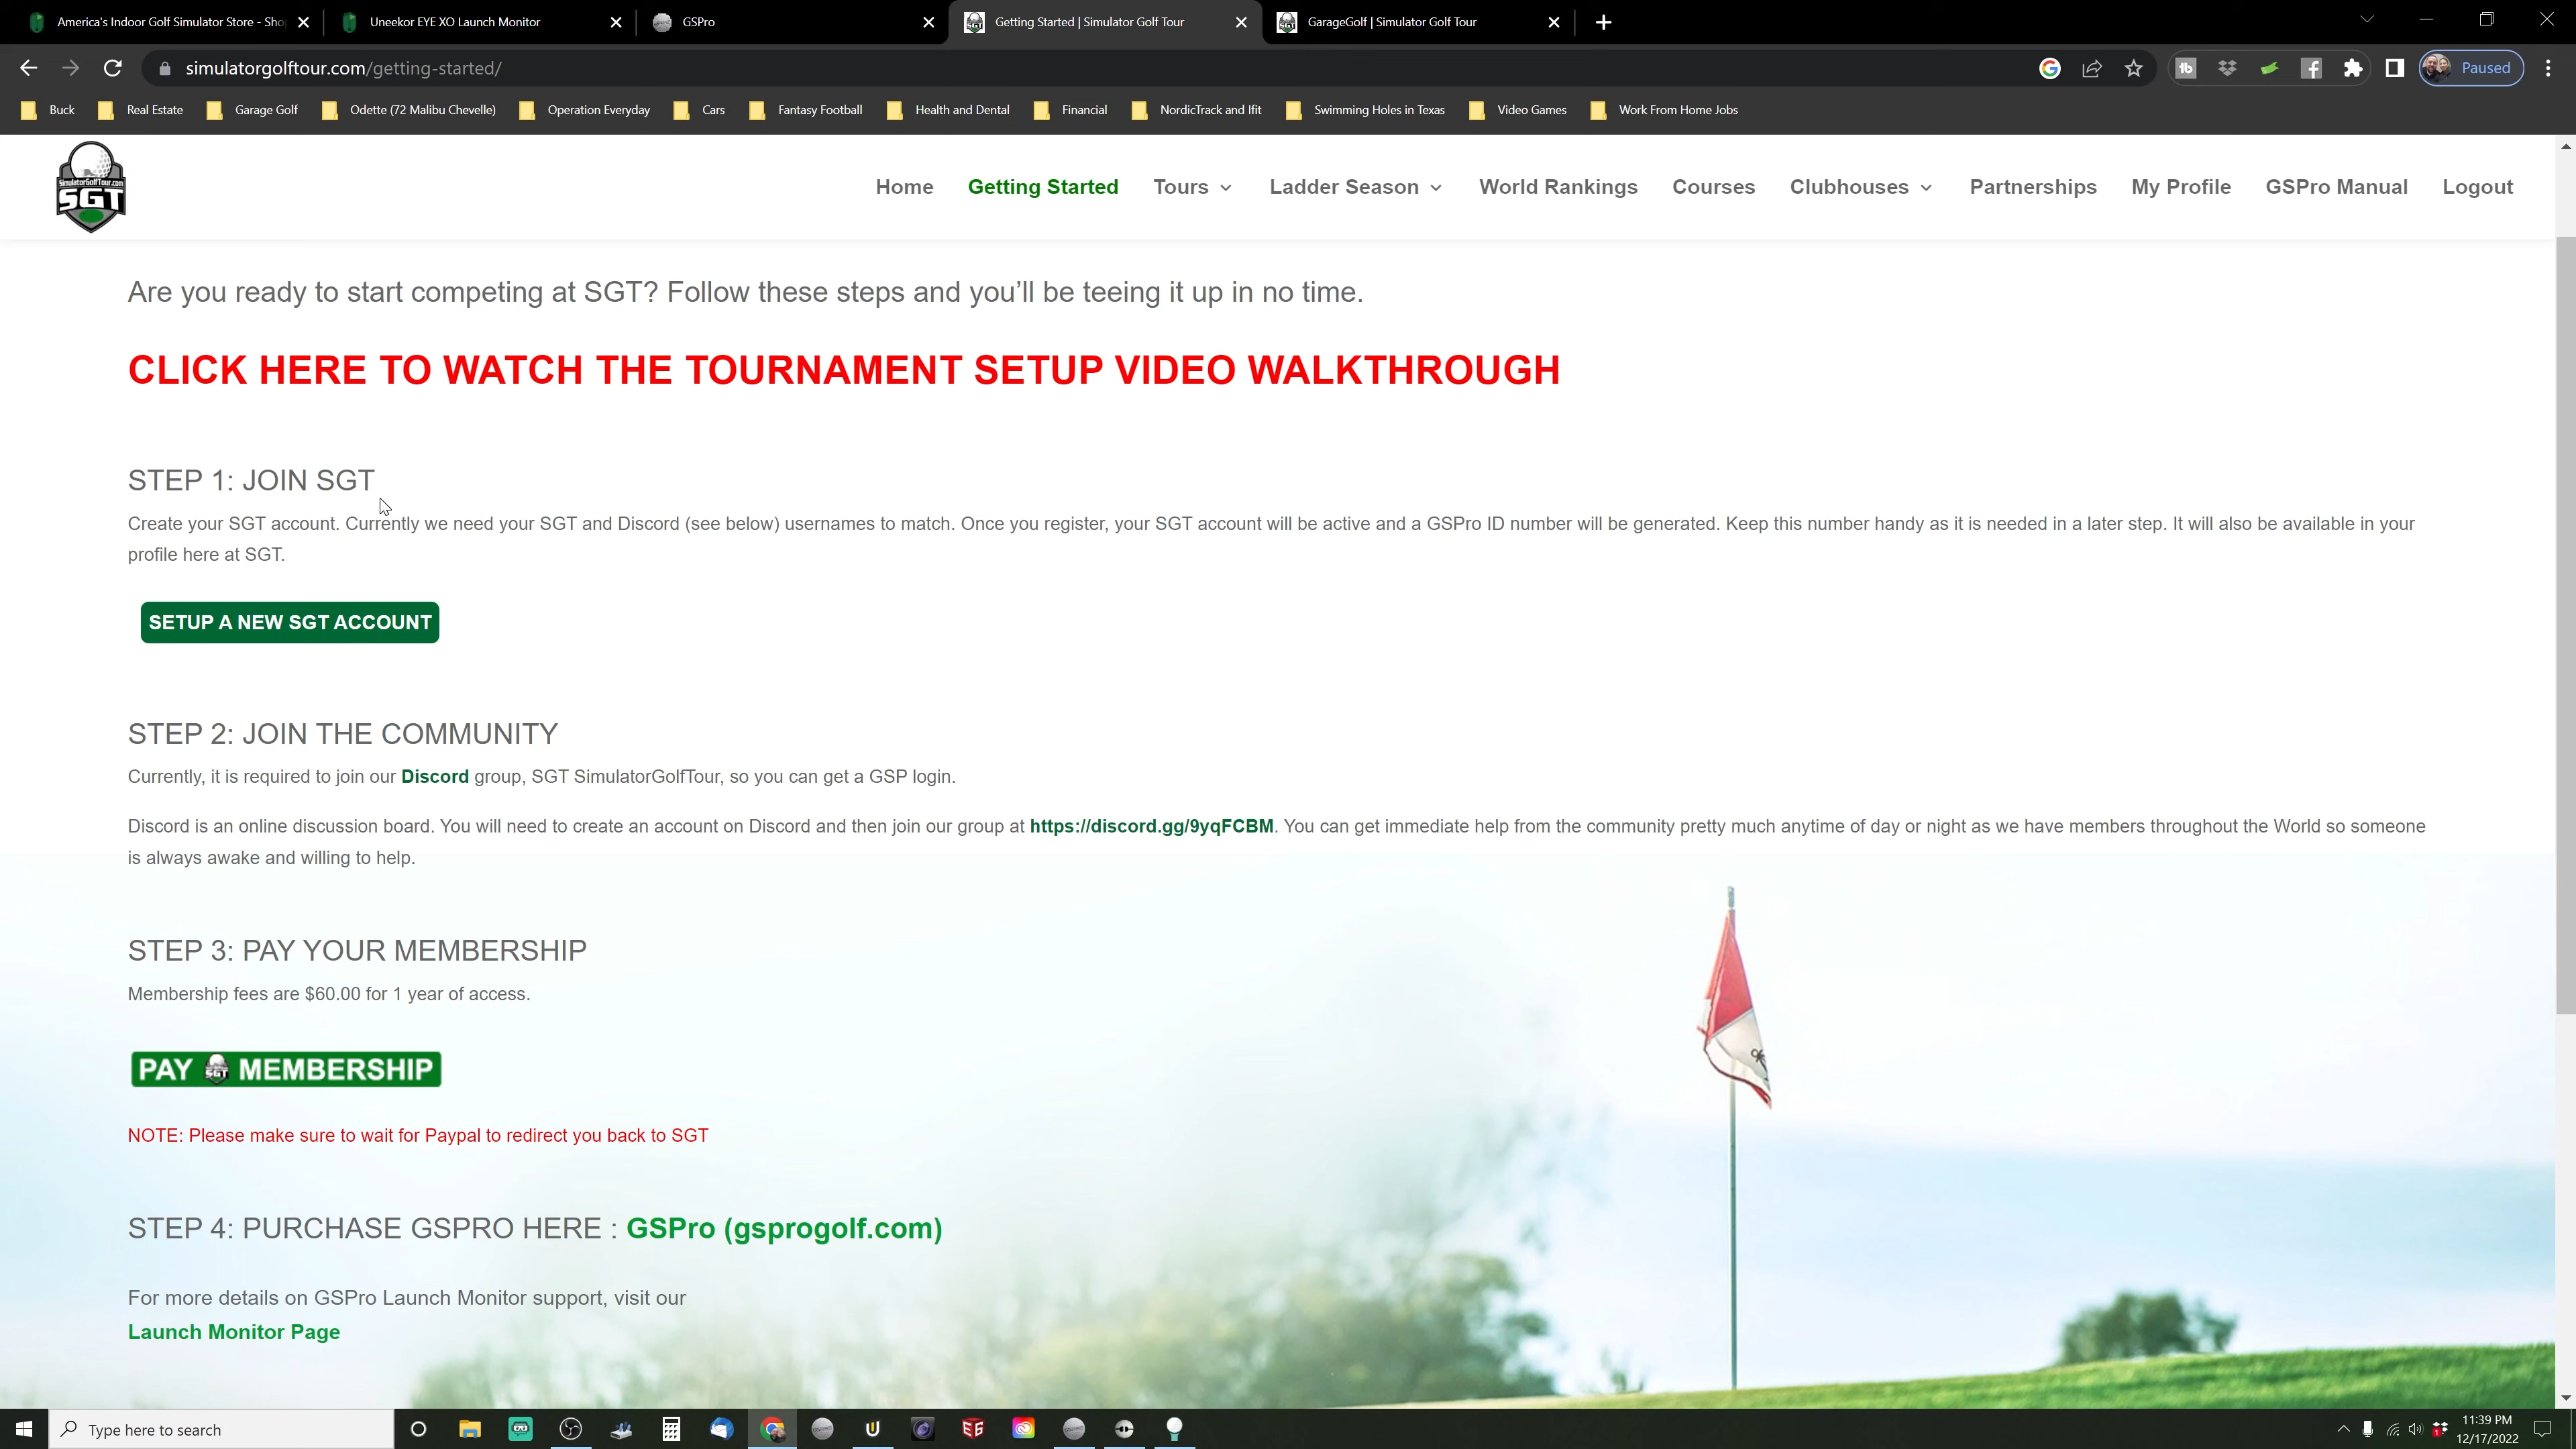 America's Indoor Golf Simulator Store - Sho
Uneekor EYE XO Launch Monitor
GSPro
Getting Started | Simulator Golf Tour
GarageGolf | Simulator Golf Tour
simulatorgolftour.com/getting-started/
Paused
Buck
Real Estate
Garage Golf
Odette (72 Malibu Chevelle)
Operation Everyday
Cars
Fantasy Football
Health and Dental
Financial
NordicTrack and Ifit
Swimming Holes in Texas
Video Games
Work From Home Jobs
SimulatorGolfTour.com
SGT
Home
Getting Started
Tours
Ladder Season
World Rankings
Courses
Clubhouses
Partnerships
My Profile
GSPro Manual
Logout
Are you ready to start competing at SGT? Follow these steps and you’ll be teeing it up in no time.
CLICK HERE TO WATCH THE TOURNAMENT SETUP VIDEO WALKTHROUGH
STEP 1: JOIN SGT
Create your SGT account. Currently we need your SGT and Discord (see below) usernames to match. Once you register, your SGT account will be active and a GSPro ID number will be generated. Keep this number handy as it is needed in a later step. It will also be available in your
profile here at SGT.
SETUP A NEW SGT ACCOUNT
STEP 2: JOIN THE COMMUNITY
Currently, it is required to join our Discord group, SGT SimulatorGolfTour, so you can get a GSP login.
Discord is an online discussion board. You will need to create an account on Discord and then join our group at https://discord.gg/9yqFCBM. You can get immediate help from the community pretty much anytime of day or night as we have members throughout the World so someone
is always awake and willing to help.
STEP 3: PAY YOUR MEMBERSHIP
Membership fees are $60.00 for 1 year of access.
PAY SGT MEMBERSHIP
NOTE: Please make sure to wait for Paypal to redirect you back to SGT
STEP 4: PURCHASE GSPRO HERE : GSPro (gsprogolf.com)
For more details on GSPro Launch Monitor support, visit our
Launch Monitor Page
Type here to search
11:39 PM
12/17/2022